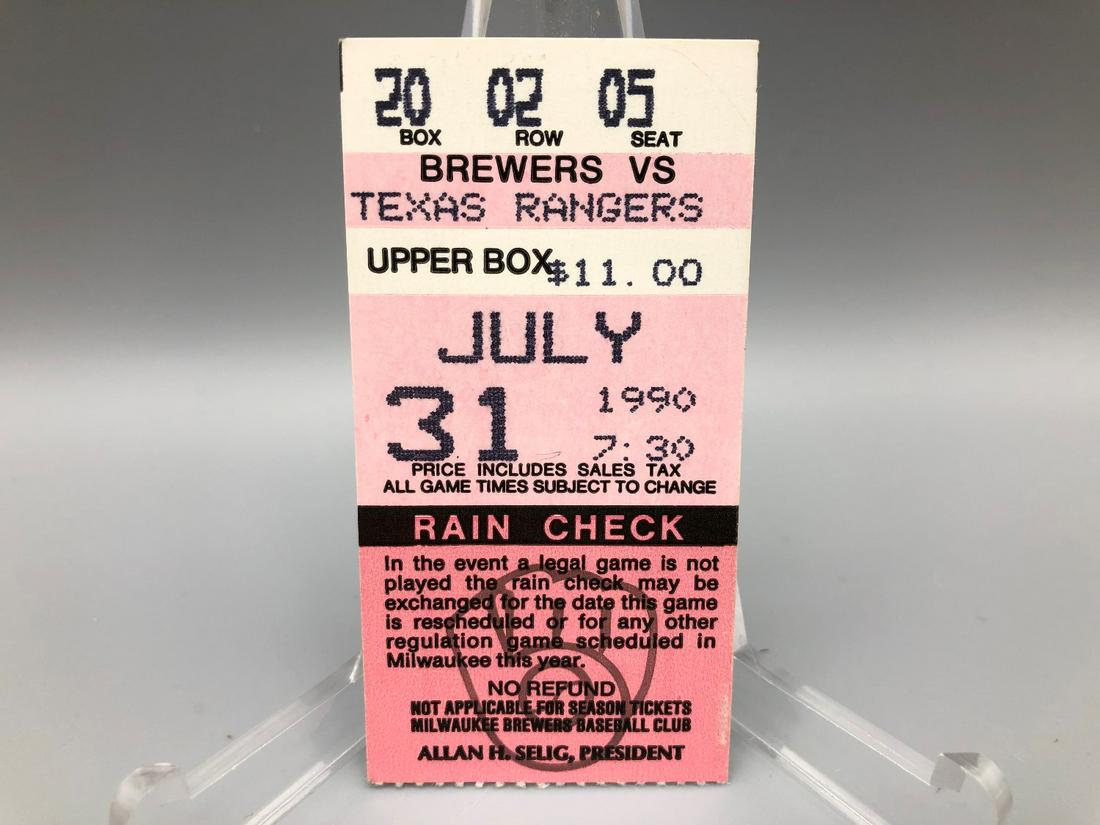 20 02 05
BOX ROW SEAT
BREWERS VS
TEXAS RANGERS
UPPER BOX $11.00
JULY
31 1990
7:30
PRICE INCLUDES SALES TAX
ALL GAME TIMES SUBJECT TO CHANGE
RAIN CHECK
In the event a legal game is not
played the rain check may be
exchanged for the date this game
is rescheduled or for any other
regulation game scheduled in
Milwaukee this year.
NO REFUND
NOT APPLICABLE FOR SEASON TICKETS
MILWAUKEE BREWERS BASEBALL CLUB
ALLAN H. SELIG, PRESIDENT